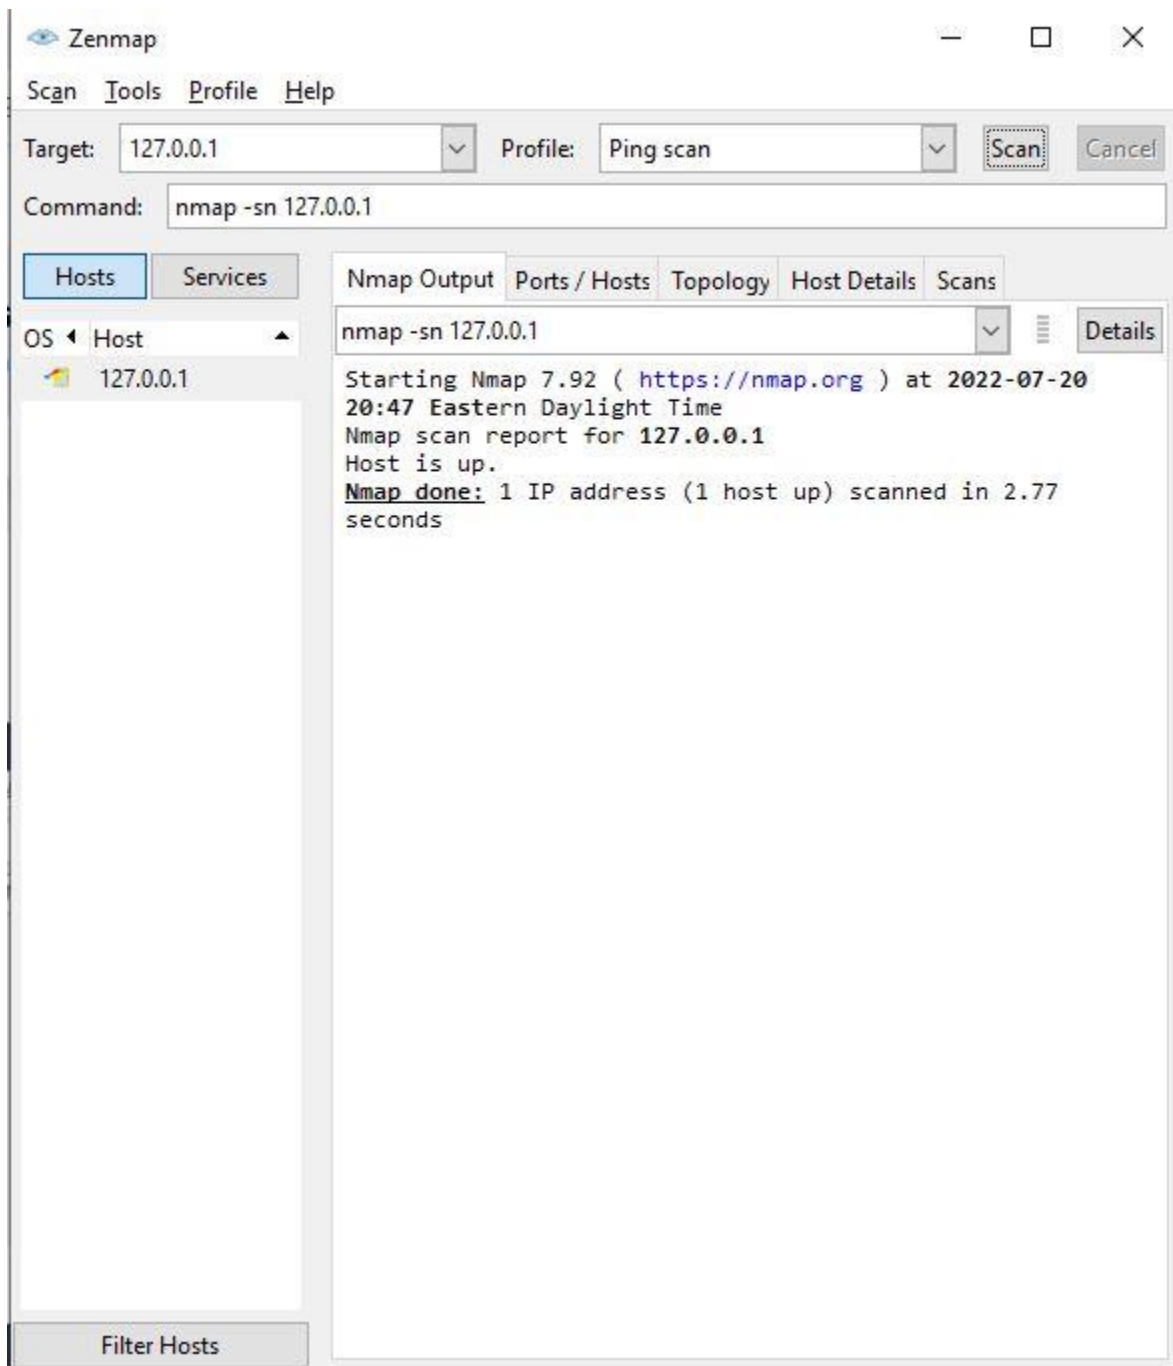 Zenmap
Scan Tools Profile Help
Target: 127.0.0.1 Profile: Ping scan Scan Cancel
Command: nmap -sn 127.0.0.1
Hosts Services Nmap Output Ports / Hosts Topology Host Details Scans
OS Host nmap -sn 127.0.0.1 Details
127.0.0.1
Starting Nmap 7.92 ( https://nmap.org ) at 2022-07-20
20:47 Eastern Daylight Time
Nmap scan report for 127.0.0.1
Host is up.
Nmap done: 1 IP address (1 host up) scanned in 2.77
seconds
Filter Hosts